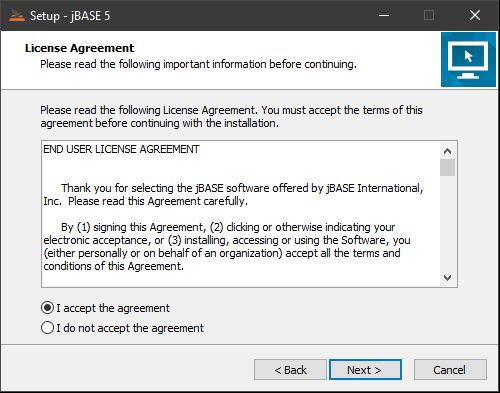 Setup - jBASE 5
License Agreement
Please read the following important information before continuing.
Please read the following License Agreement. You must accept the terms of this
agreement before continuing with the installation.
END USER LICENSE AGREEMENT
Thank you for selecting the jBASE software offered by jBASE International,
Inc.  Please read this Agreement carefully.
By (1) signing this Agreement, (2) clicking or otherwise indicating your
electronic acceptance, or (3) installing, accessing or using the Software, you
(either personally or on behalf of an organization) accept all the terms and
conditions of this Agreement.
I accept the agreement
I do not accept the agreement
< Back
Next >
Cancel